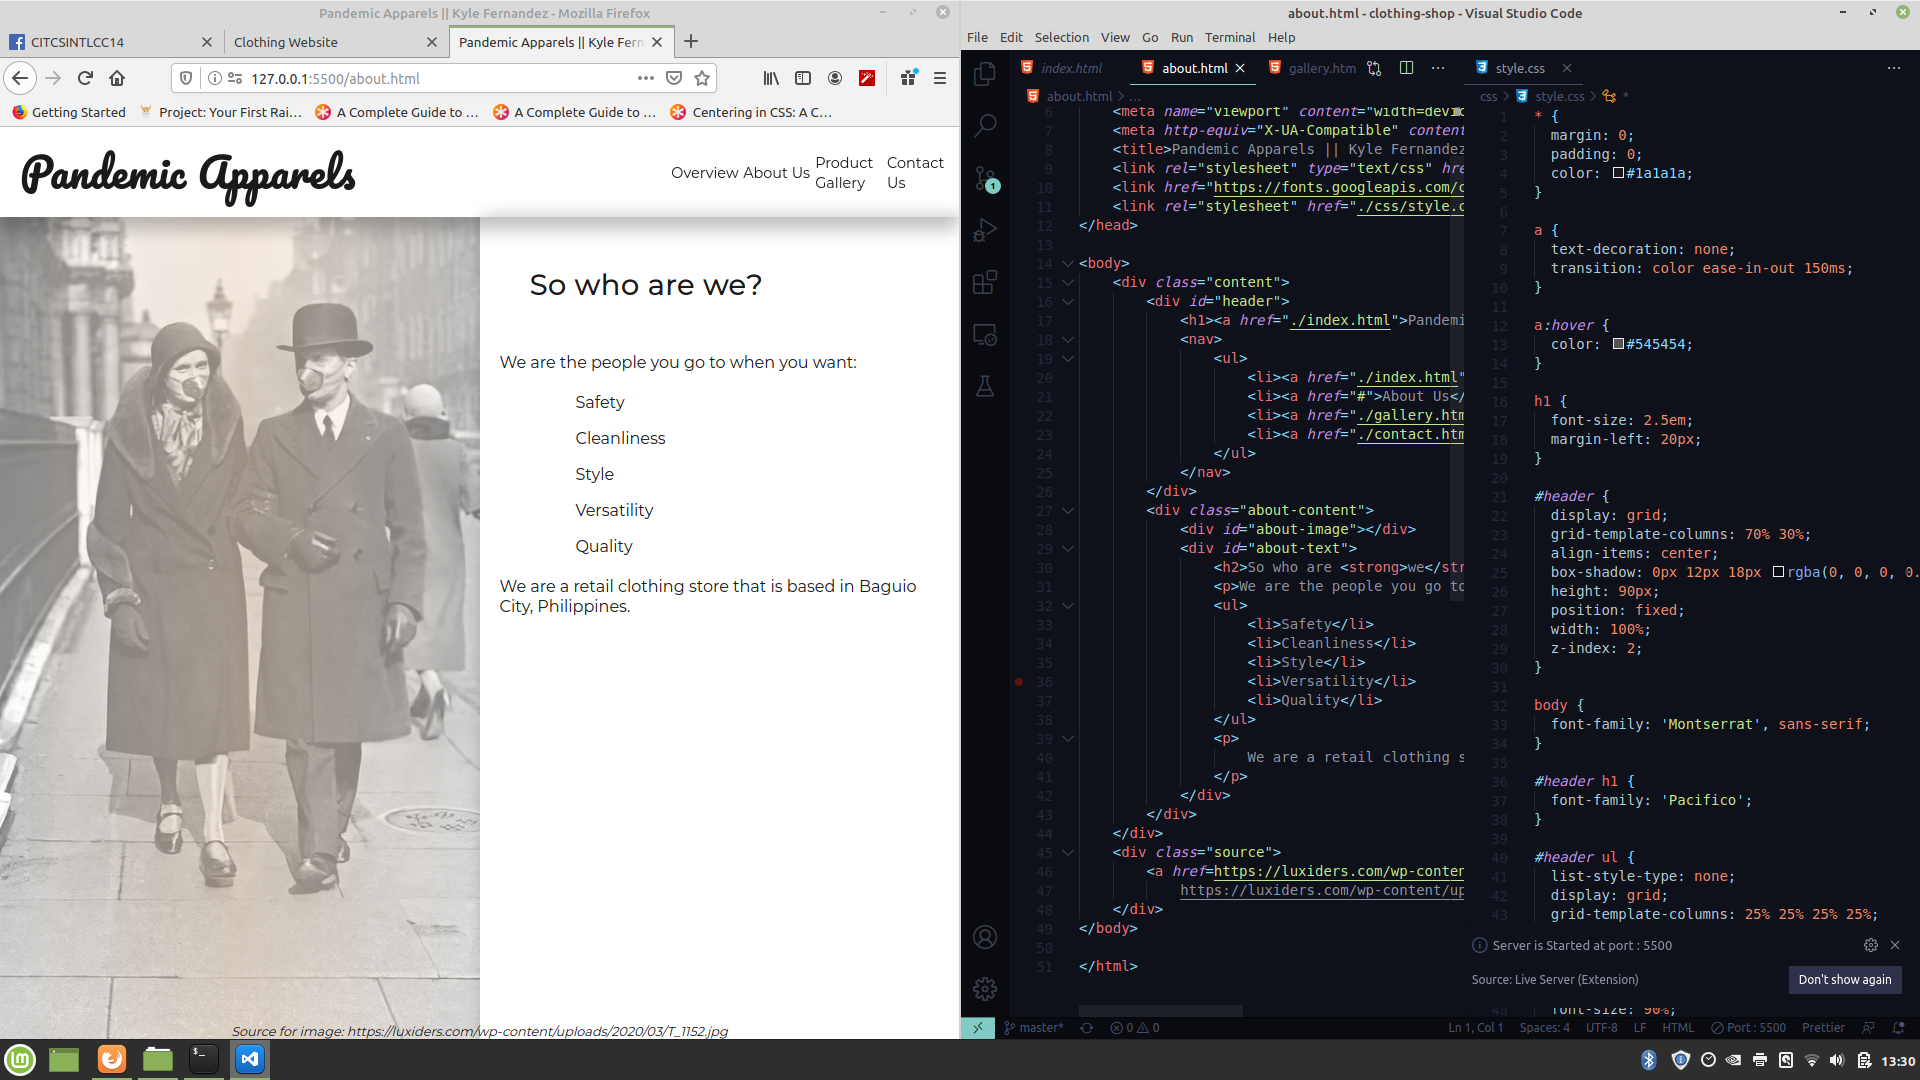 Pandemic Apparels || Kyle Fernandez - Mozilla Firefox
CITCSINTLCC14
Clothing Website
Pandemic Apparels || Kyle Fern
127.0.0.1:5500/about.html
Getting Started
Project: Your First Rai...
A Complete Guide to ...
A Complete Guide to ...
Centering in CSS: A C...
Pandemic Apparels
Overview
About Us
Product Gallery
Contact Us
So who are we?
We are the people you go to when you want:
Safety
Cleanliness
Style
Versatility
Quality
We are a retail clothing store that is based in Baguio
City, Philippines.
Source for image: https://luxiders.com/wp-content/uploads/2020/03/T_1152.jpg
about.html - clothing-shop - Visual Studio Code
File Edit Selection View Go Run Terminal Help
index.html
about.html
gallery.htm
about.html > ...
6 <meta name="viewport" content="width=devic
7 <meta http-equiv="X-UA-Compatible" content
8 <title>Pandemic Apparels || Kyle Fernandez
9 <link rel="stylesheet" type="text/css" hre
10 <link href="https://fonts.googleapis.com/c
11 <link rel="stylesheet" href="./css/style.c
12 </head>
13
14 <body>
15 <div class="content">
16 <div id="header">
17 <h1><a href="./index.html">Pandemi
18 <nav>
19 <ul>
20 <li><a href="./index.html"
21 <li><a href="#">About Us</
22 <li><a href="./gallery.htm
23 <li><a href="./contact.htm
24 </ul>
25 </nav>
26 </div>
27 <div class="about-content">
28 <div id="about-image"></div>
29 <div id="about-text">
30 <h2>So who are <strong>we</str
31 <p>We are the people you go to
32 <ul>
33 <li>Safety</li>
34 <li>Cleanliness</li>
35 <li>Style</li>
36 <li>Versatility</li>
37 <li>Quality</li>
38 </ul>
39 <p>
40 We are a retail clothing s
41 </p>
42 </div>
43 </div>
44 </div>
45 <div class="source">
46 <a href=https://luxiders.com/wp-conten
47 https://luxiders.com/wp-content/up
48 </div>
49 </body>
50
51 </html>
style.css
css > style.css > *
1 * {
2 margin: 0;
3 padding: 0;
4 color: #1a1a1a;
5 }
6
7 a {
8 text-decoration: none;
9 transition: color ease-in-out 150ms;
10 }
11
12 a:hover {
13 color: #545454;
14 }
15
16 h1 {
17 font-size: 2.5em;
18 margin-left: 20px;
19 }
20
21 #header {
22 display: grid;
23 grid-template-columns: 70% 30%;
24 align-items: center;
25 box-shadow: 0px 12px 18px rgba(0, 0, 0, 0.
26 height: 90px;
27 position: fixed;
28 width: 100%;
29 z-index: 2;
30 }
31
32 body {
33 font-family: 'Montserrat', sans-serif;
34 }
35
36 #header h1 {
37 font-family: 'Pacifico';
38 }
39
40 #header ul {
41 list-style-type: none;
42 display: grid;
43 grid-template-columns: 25% 25% 25% 25%;
48 font-size: 90%;
1
Server is Started at port : 5500
Source: Live Server (Extension)
Don't show again
master*
0 0
Ln 1, Col 1
Spaces: 4
UTF-8
LF
HTML
Port : 5500
Prettier
13:30